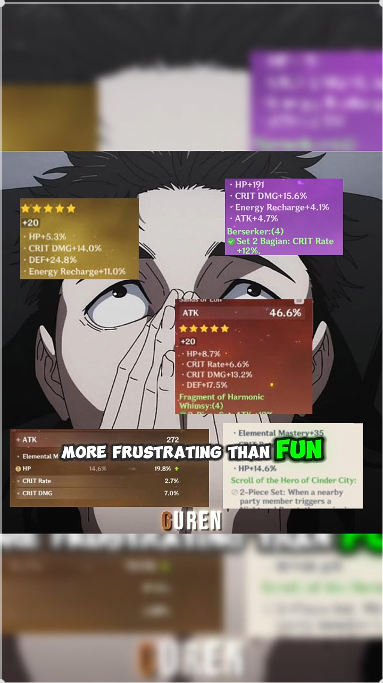 +20
· HP+5.3%
· CRIT DMG+14.0%
· DEF+24.8%
· Energy Recharge+11.0%
· HP+191
· CRIT DMG+15.6%
· Energy Recharge+4.1%
· ATK+4.7%
Berserker:(4)
Set 2 Bagian: CRIT Rate
+12%.
ATK 46.6%
+20
· HP+8.7%
· CRIT Rate+6.6%
· CRIT DMG+13.2%
· DEF+17.5%
Fragment of Harmonic
Whimsy:(4)
+ ATK 272
· Elemental Mastery+35
MORE FRUSTRATING THAN FUN
HP 14.6% 19.8%
· HP+14.6%
CRIT Rate 2.7%
CRIT DMG 7.0%
Scroll of the Hero of Cinder City:
2-Piece Set: When a nearby
party member triggers a
GUREN